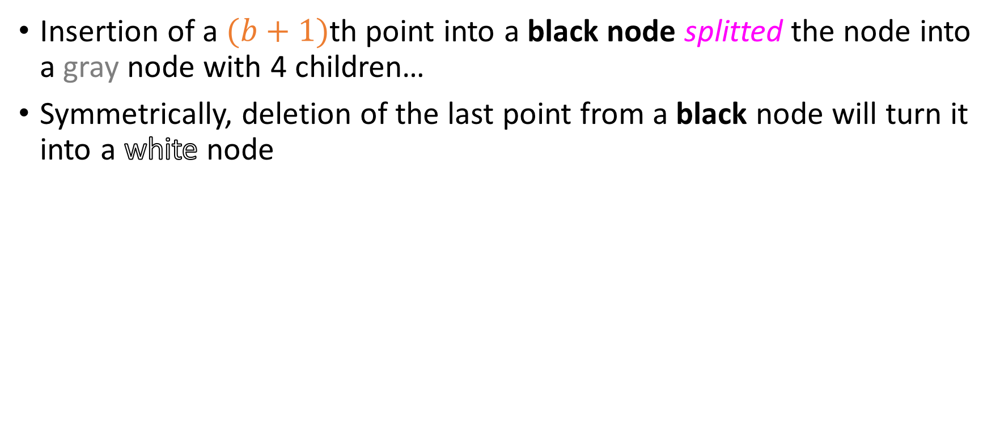 • Insertion of a (b + 1)th point into a black node splitted the node into
a gray node with 4 children…
• Symmetrically, deletion of the last point from a black node will turn it
into a white node